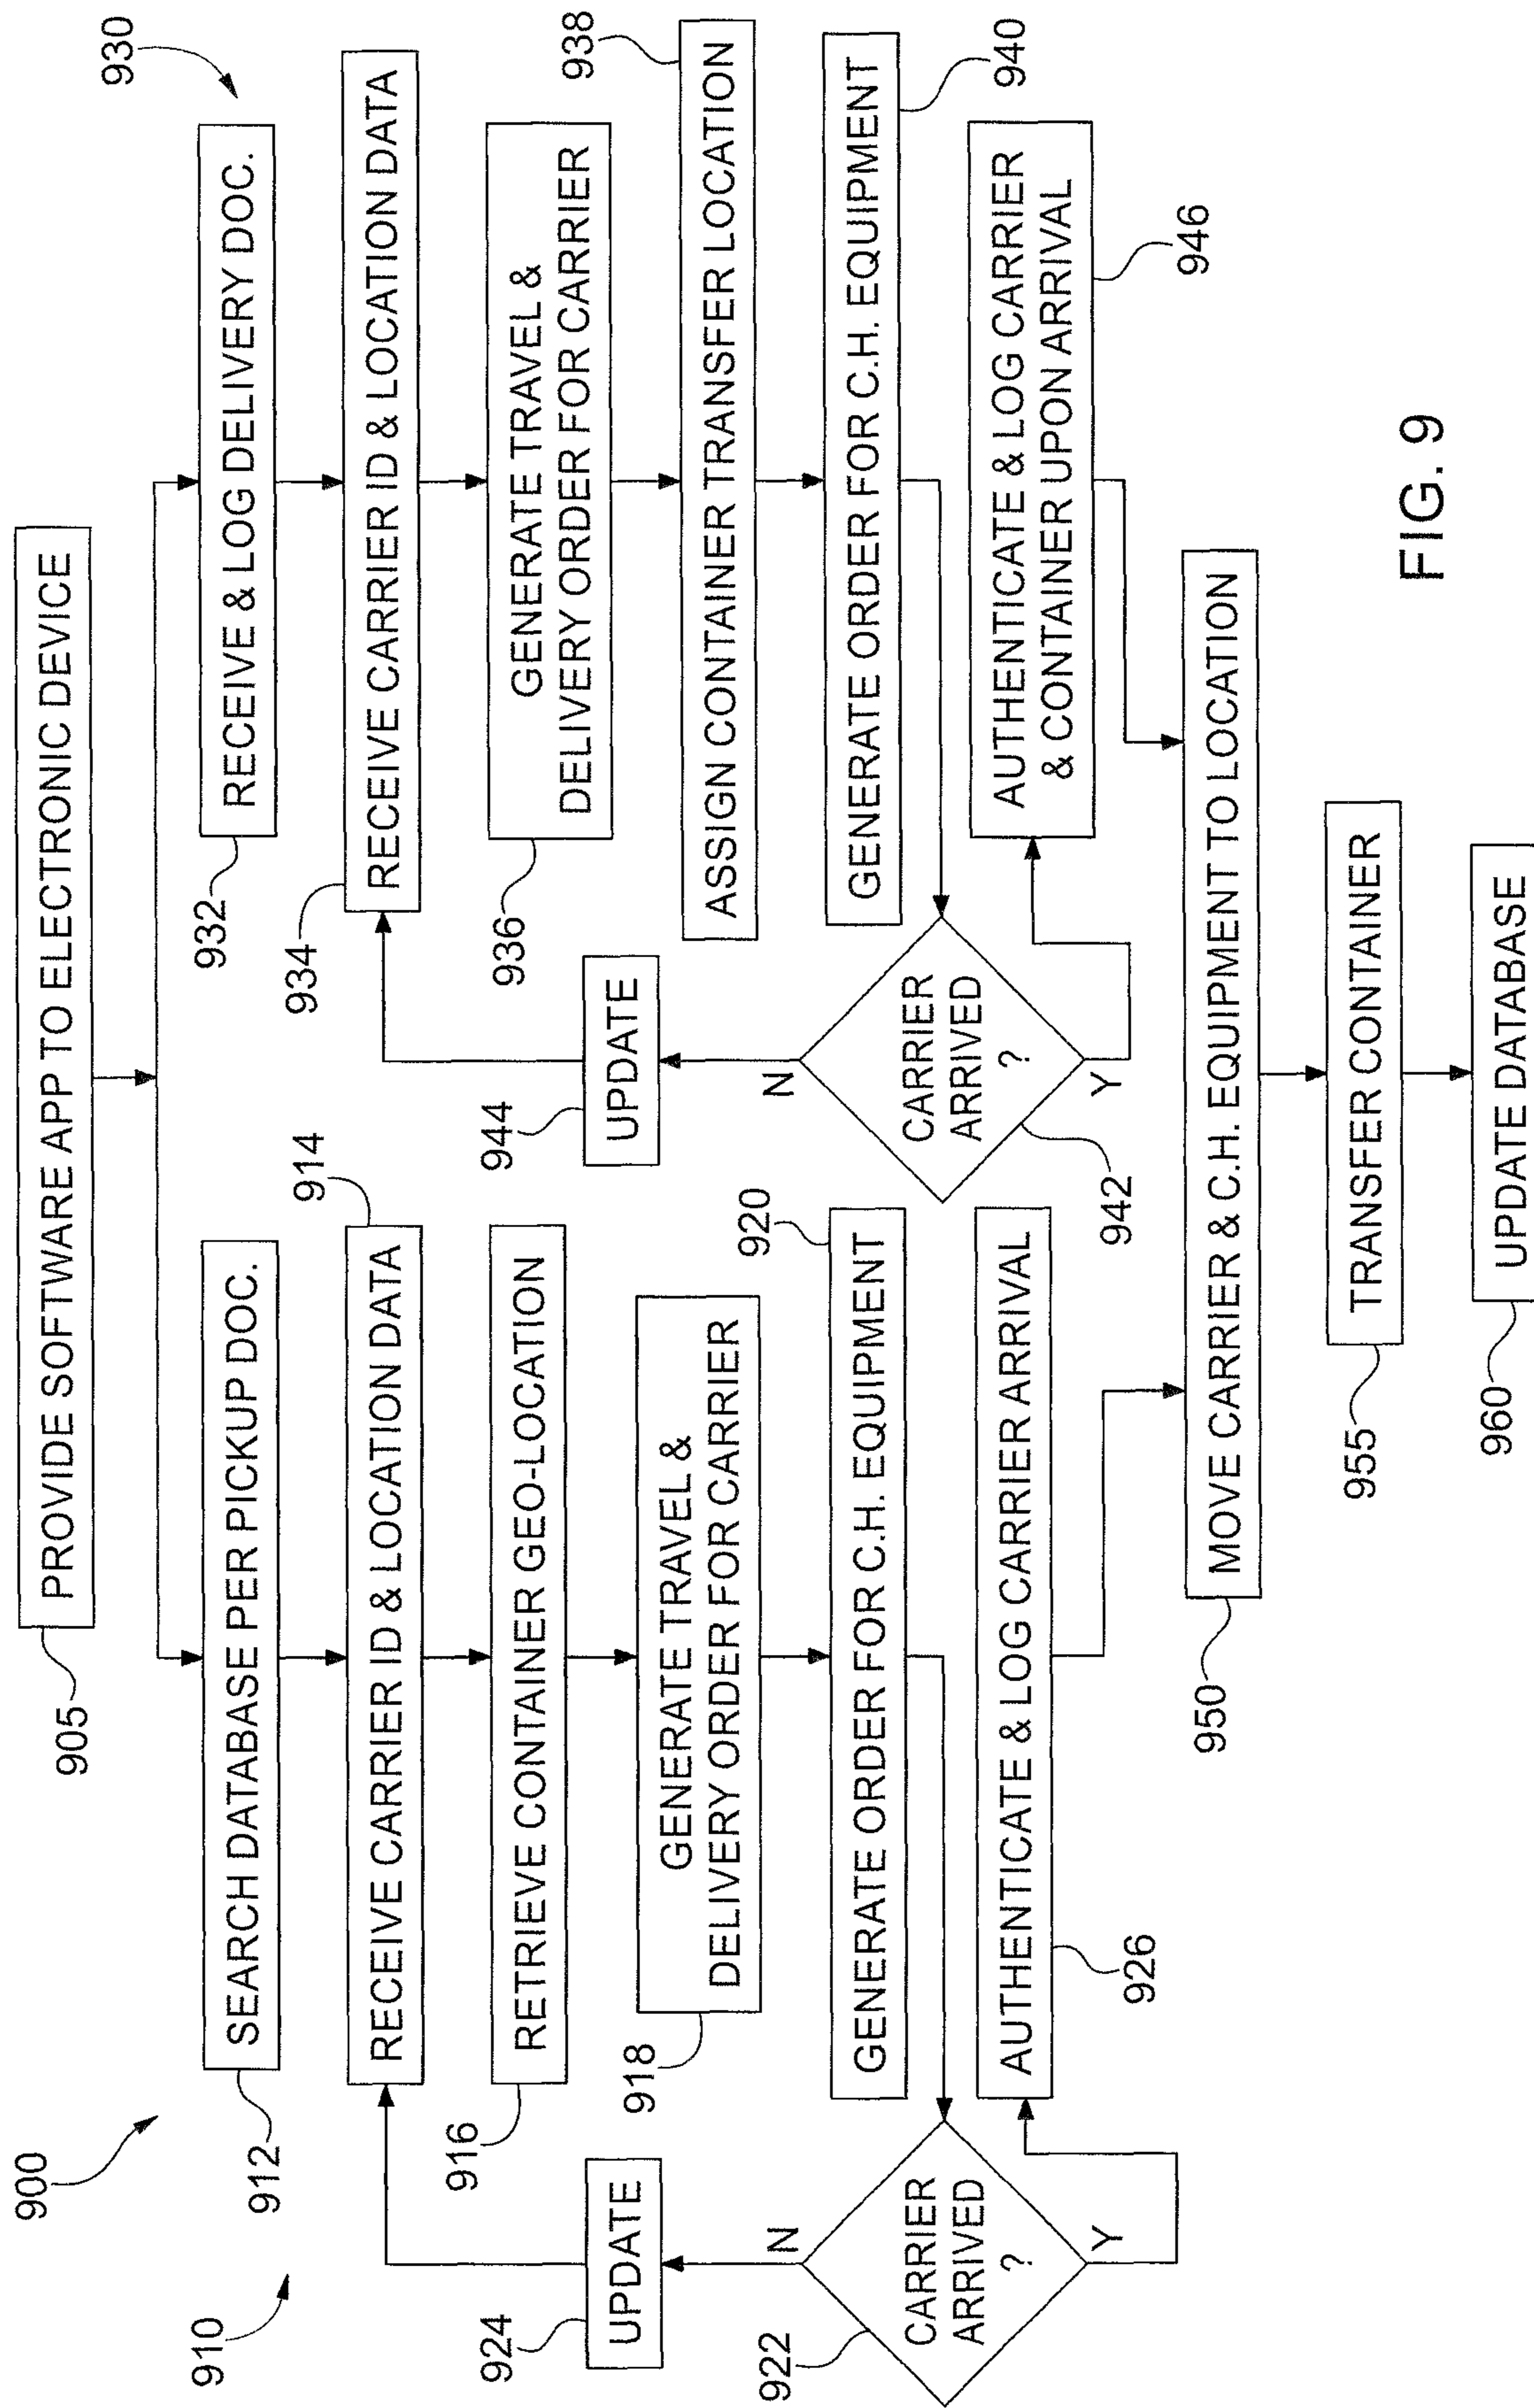 900
905
PROVIDE SOFTWARE APP TO ELECTRONIC DEVICE
910
912
SEARCH DATABASE PER PICKUP DOC.
914
RECEIVE CARRIER ID & LOCATION DATA
916
RETRIEVE CONTAINER GEO-LOCATION
918
GENERATE TRAVEL &
DELIVERY ORDER FOR CARRIER
920
GENERATE ORDER FOR C.H. EQUIPMENT
922
CARRIER
ARRIVED
?
N
Y
924
UPDATE
926
AUTHENTICATE & LOG CARRIER ARRIVAL
930
932
RECEIVE & LOG DELIVERY DOC.
934
RECEIVE CARRIER ID & LOCATION DATA
936
GENERATE TRAVEL &
DELIVERY ORDER FOR CARRIER
938
ASSIGN CONTAINER TRANSFER LOCATION
940
GENERATE ORDER FOR C.H. EQUIPMENT
942
CARRIER
ARRIVED
?
N
Y
944
UPDATE
946
AUTHENTICATE & LOG CARRIER
& CONTAINER UPON ARRIVAL
950
MOVE CARRIER & C.H. EQUIPMENT TO LOCATION
955
TRANSFER CONTAINER
960
UPDATE DATABASE
FIG. 9